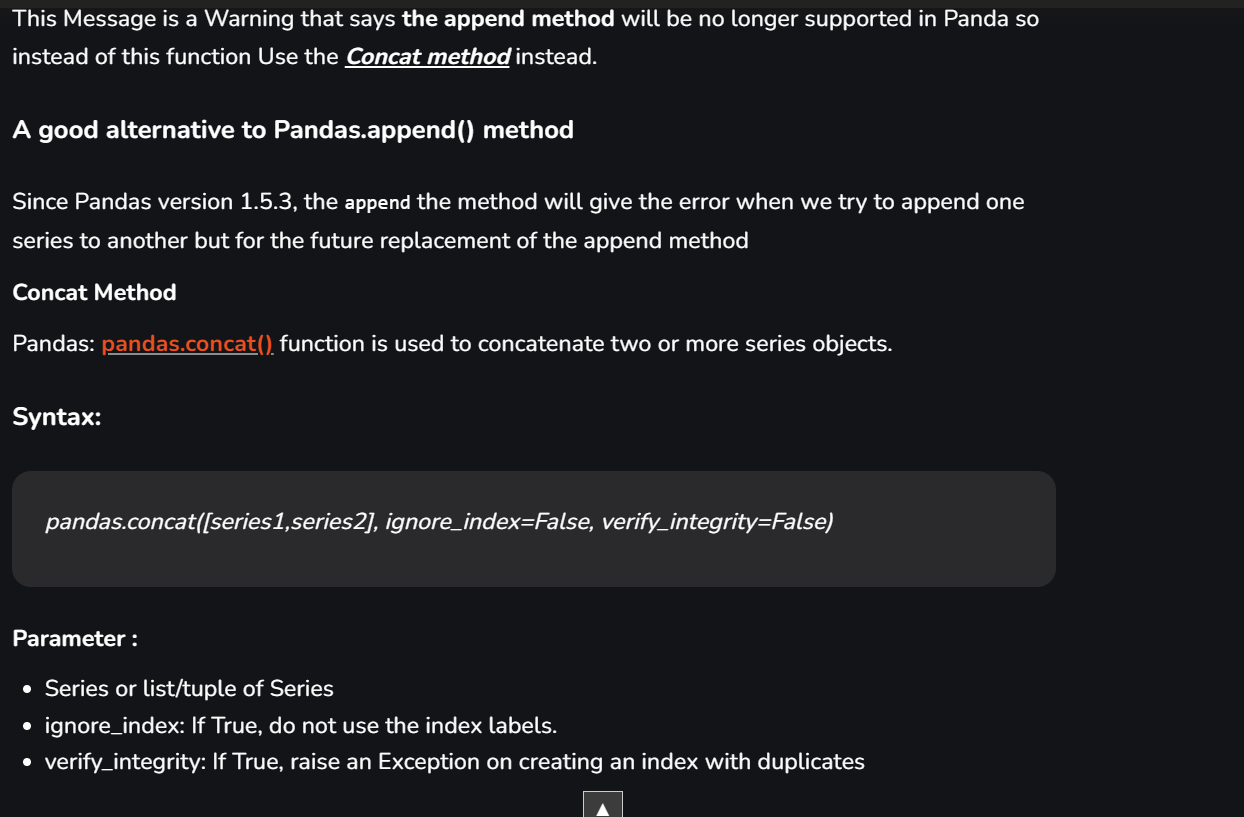 This Message is a Warning that says the append method will be no longer supported in Panda so
instead of this function Use the Concat method instead.
A good alternative to Pandas.append() method
Since Pandas version 1.5.3, the append the method will give the error when we try to append one
series to another but for the future replacement of the append method
Concat Method
Pandas: pandas.concat() function is used to concatenate two or more series objects.
Syntax:
pandas.concat([series1,series2], ignore_index=False, verify_integrity=False)
Parameter :
• Series or list/tuple of Series
• ignore_index: If True, do not use the index labels.
• verify_integrity: If True, raise an Exception on creating an index with duplicates